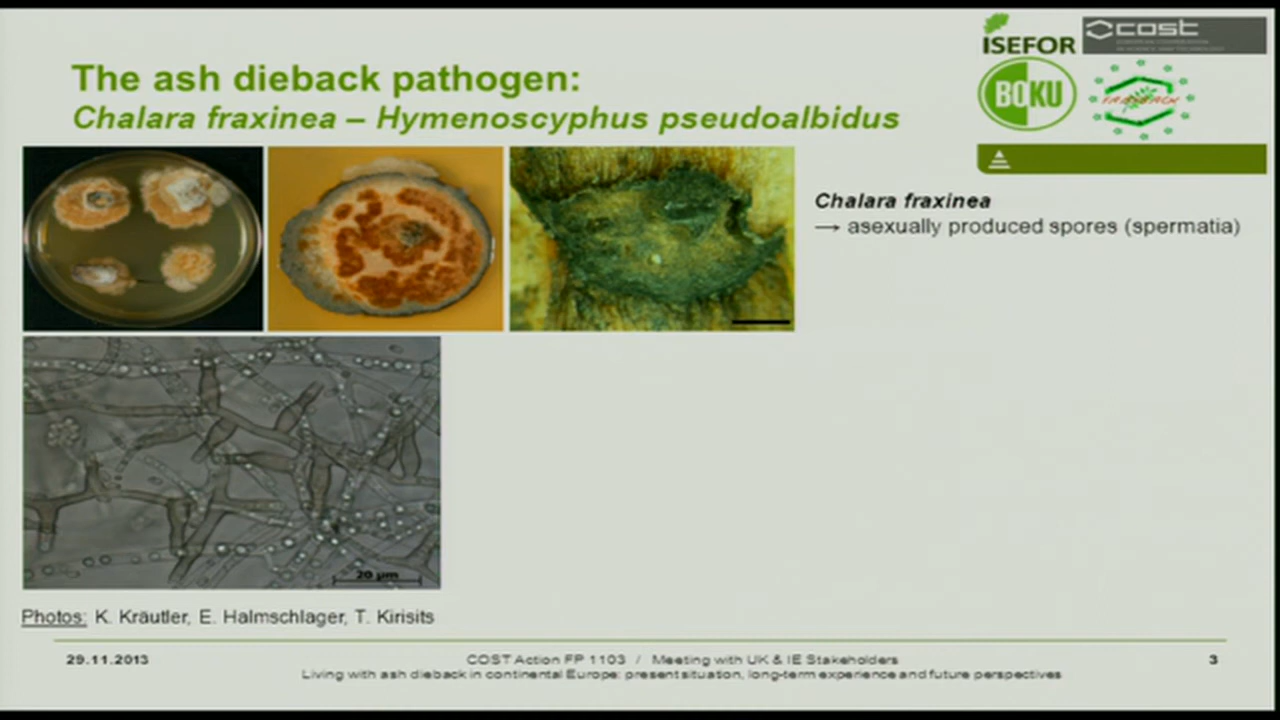 ISEFOR
cost
The ash dieback pathogen:
Chalara fraxinea – Hymenoscyphus pseudoalbidus
BOKU
FRAXBACK
Chalara fraxinea
→ asexually produced spores (spermatia)
20 µm
Photos: K. Kräutler, E. Halmschlager, T. Kirisits
29.11.2013
COST Action FP 1103 / Meeting with UK & IE Stakeholders
3
Living with ash dieback in continental Europe: present situation, long-term experience and future perspectives